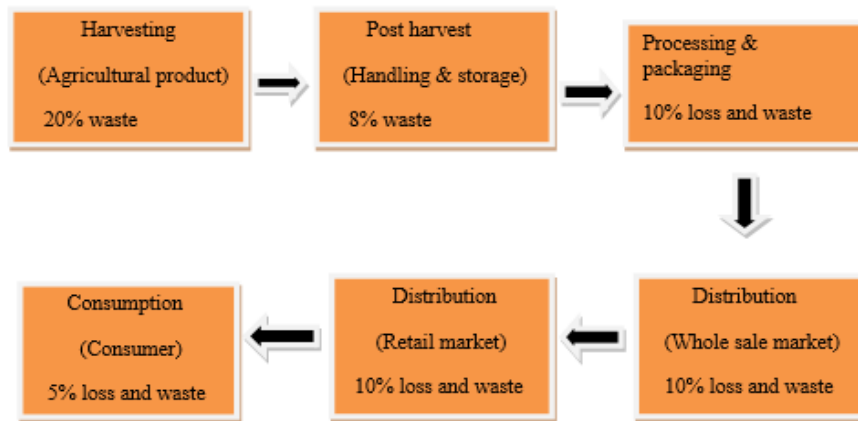 Harvesting
(Agricultural product)
20% waste
Post harvest
(Handling & storage)
8% waste
Processing &
packaging
10% loss and waste
Distribution
(Whole sale market)
10% loss and waste
Distribution
(Retail market)
10% loss and waste
Consumption
(Consumer)
5% loss and waste